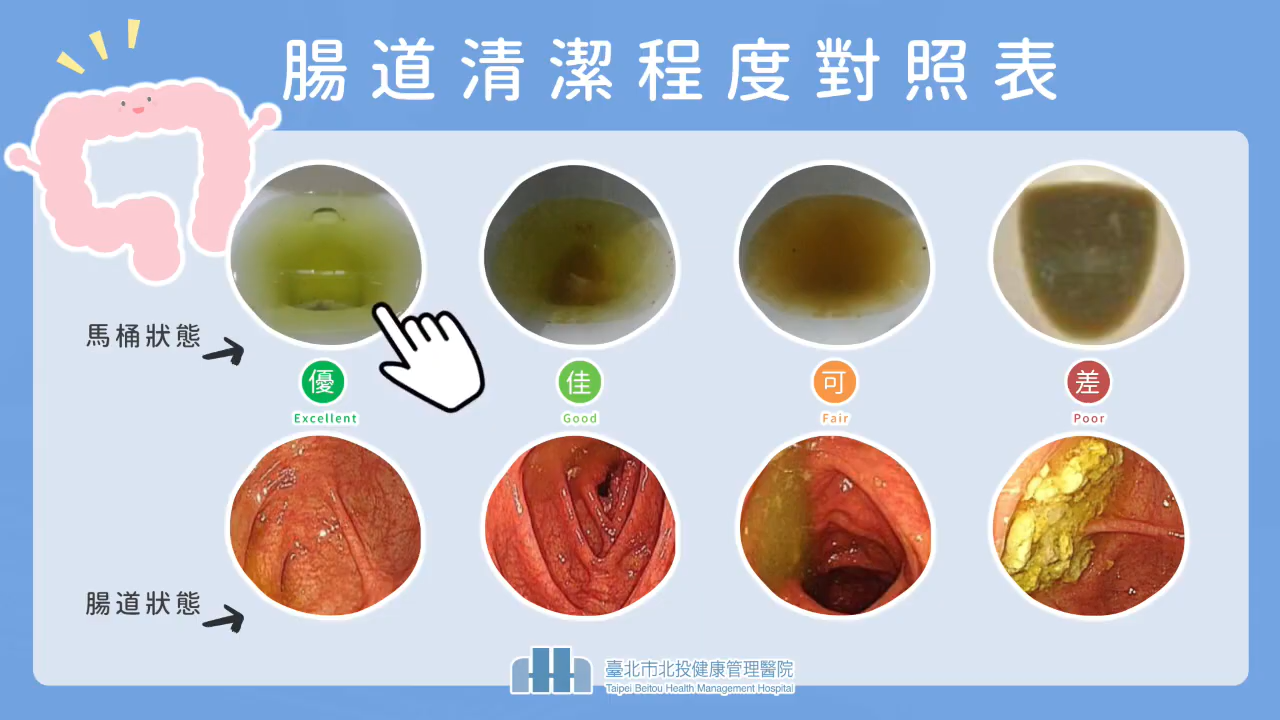 腸道清潔程度對照表
馬桶狀態
優
佳
可
差
Excellent
Good
Fair
Poor
腸道狀態
臺北市北投健康管理醫院
Taipei Beitou Health Management Hospital